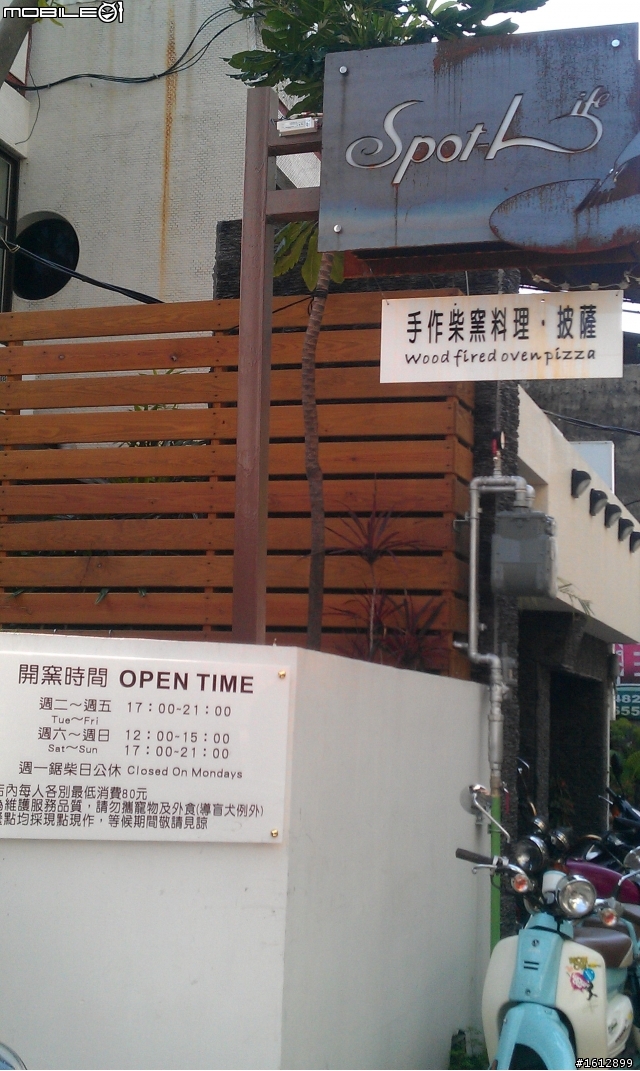 MOBILE01
Spot-Life
手作柴窯料理・披薩
Wood fired oven pizza
開窯時間 OPEN TIME
週二～週五 17:00-21:00
Tue～Fri
週六～週日 12:00-15:00
Sat～Sun 17:00-21:00
週一鋸柴日公休 Closed On Mondays
店內每人各別最低消費80元
為維護服務品質，請勿攜寵物及外食(導盲犬例外)
餐點均採現點現作，等候期間敬請見諒
#1612899